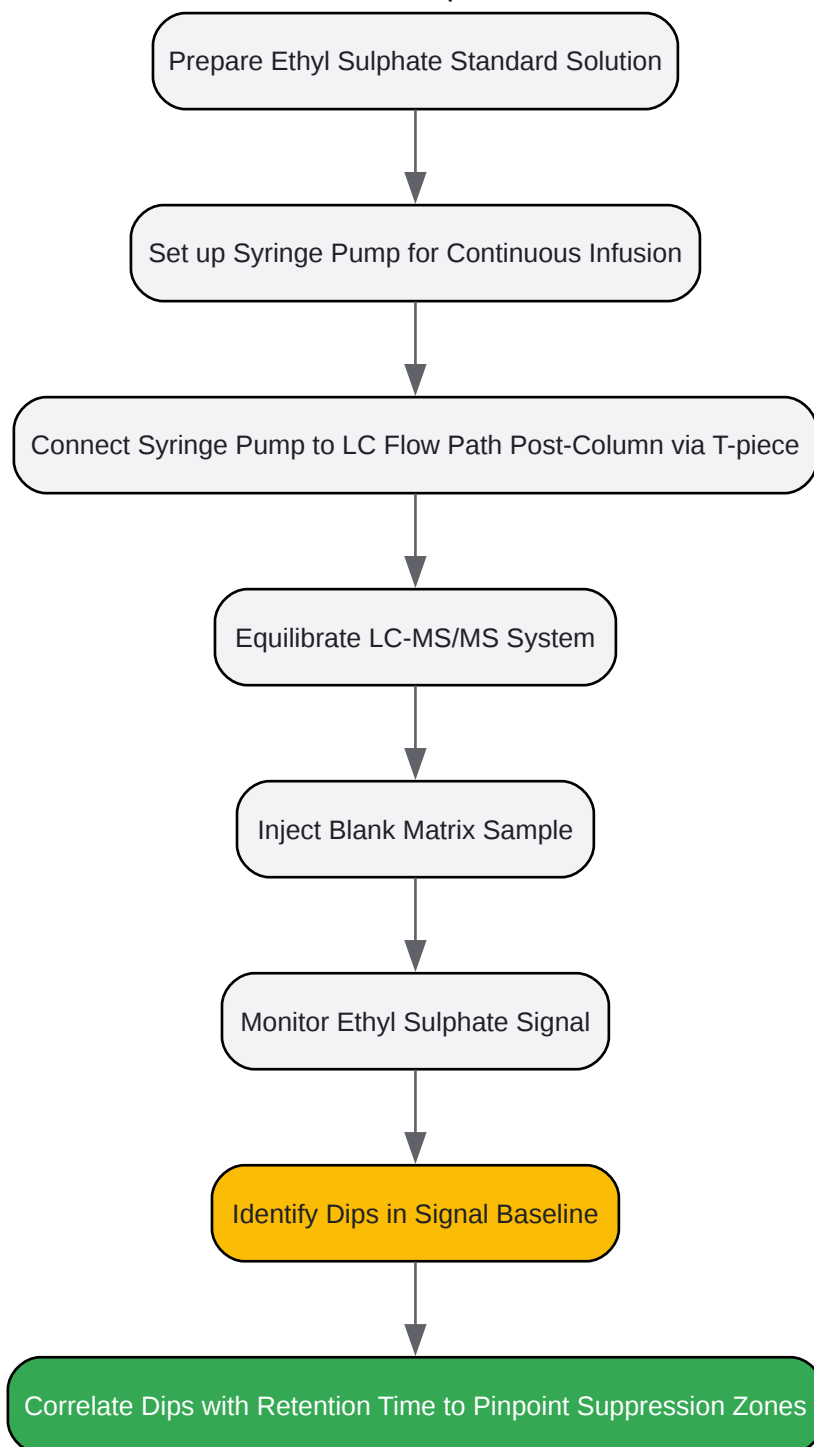 Prepare Ethyl Sulphate Standard Solution
Set up Syringe Pump for Continuous Infusion
Connect Syringe Pump to LC Flow Path Post-Column via T-piece
Equilibrate LC-MS/MS System
Inject Blank Matrix Sample
Monitor Ethyl Sulphate Signal
Identify Dips in Signal Baseline
Correlate Dips with Retention Time to Pinpoint Suppression Zones